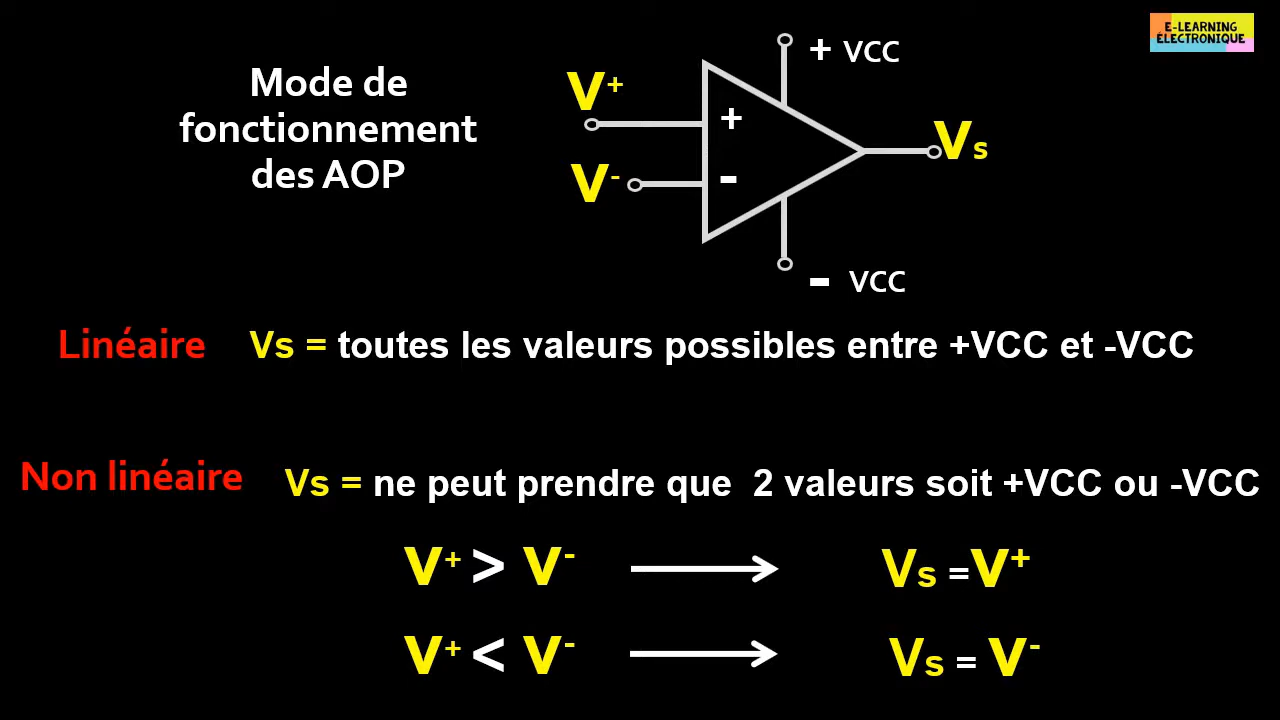 E-LEARNING
ÉLECTRONIQUE
Mode de
fonctionnement
des AOP
V+
V-
+
-
+ VCC
- VCC
Vs
Linéaire Vs = toutes les valeurs possibles entre +VCC et -VCC
Non linéaire Vs = ne peut prendre que 2 valeurs soit +VCC ou -VCC
V+ > V- Vs = V+
V+ < V- Vs = V-